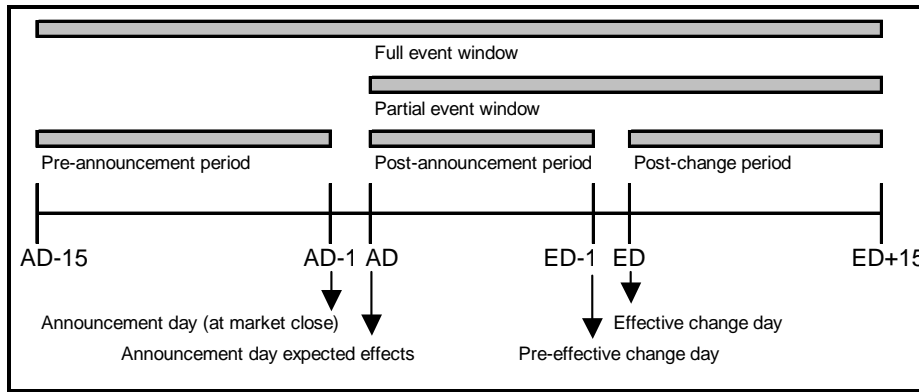 Full event window
Partial event window
Pre-announcement period Post-announcement period Post-change period
AD-15 AD-1 AD ED-1 ED ED+15
Announcement day (at market close) Effective change day
Announcement day expected effects Pre-effective change day